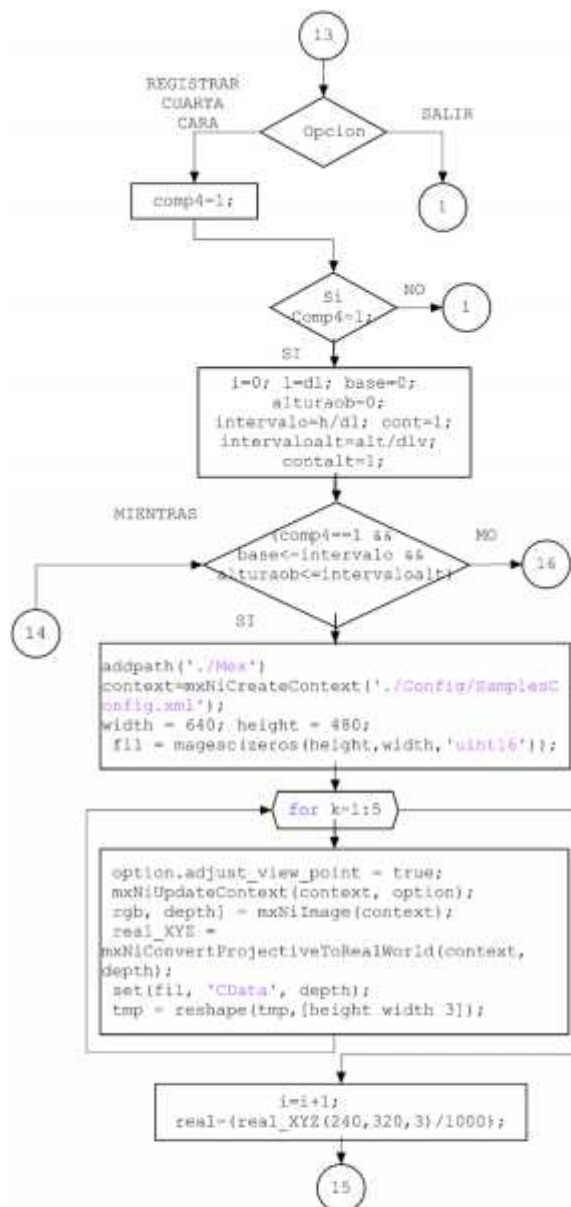 13
REGISTRAR
CUARTA
CARA
Opcion
SALIR
comp4=1;
1
Si
Comp4=1;
NO
1
SI
i=0; l=dl; base=0;
alturaob=0;
intervalo=h/dl; cont=1;
intervaloalt=alt/dlv;
contalt=1;
MIENTRAS
(comp4==1 &&
base<=intervalo &&
alturaob<=intervaloalt)
MO
16
14
SI
addpath('./Mex')
context=mxNiCreateContext('./Config/SamplesC
onfig.xml');
width = 640; height = 480;
fil = magesc(zeros(height,width,'uint16'));
for k=1:5
option.adjust_view_point = true;
mxNiUpdateContext(context, option);
rgb, depth] = mxNiImage(context);
real_XYZ =
mxNiConvertProjectiveToRealWorld(context,
depth);
set(fil, 'CData', depth);
tmp = reshape(tmp,[height width 3]);
i=i+1;
real=(real_XYZ(240,320,3)/1000);
15